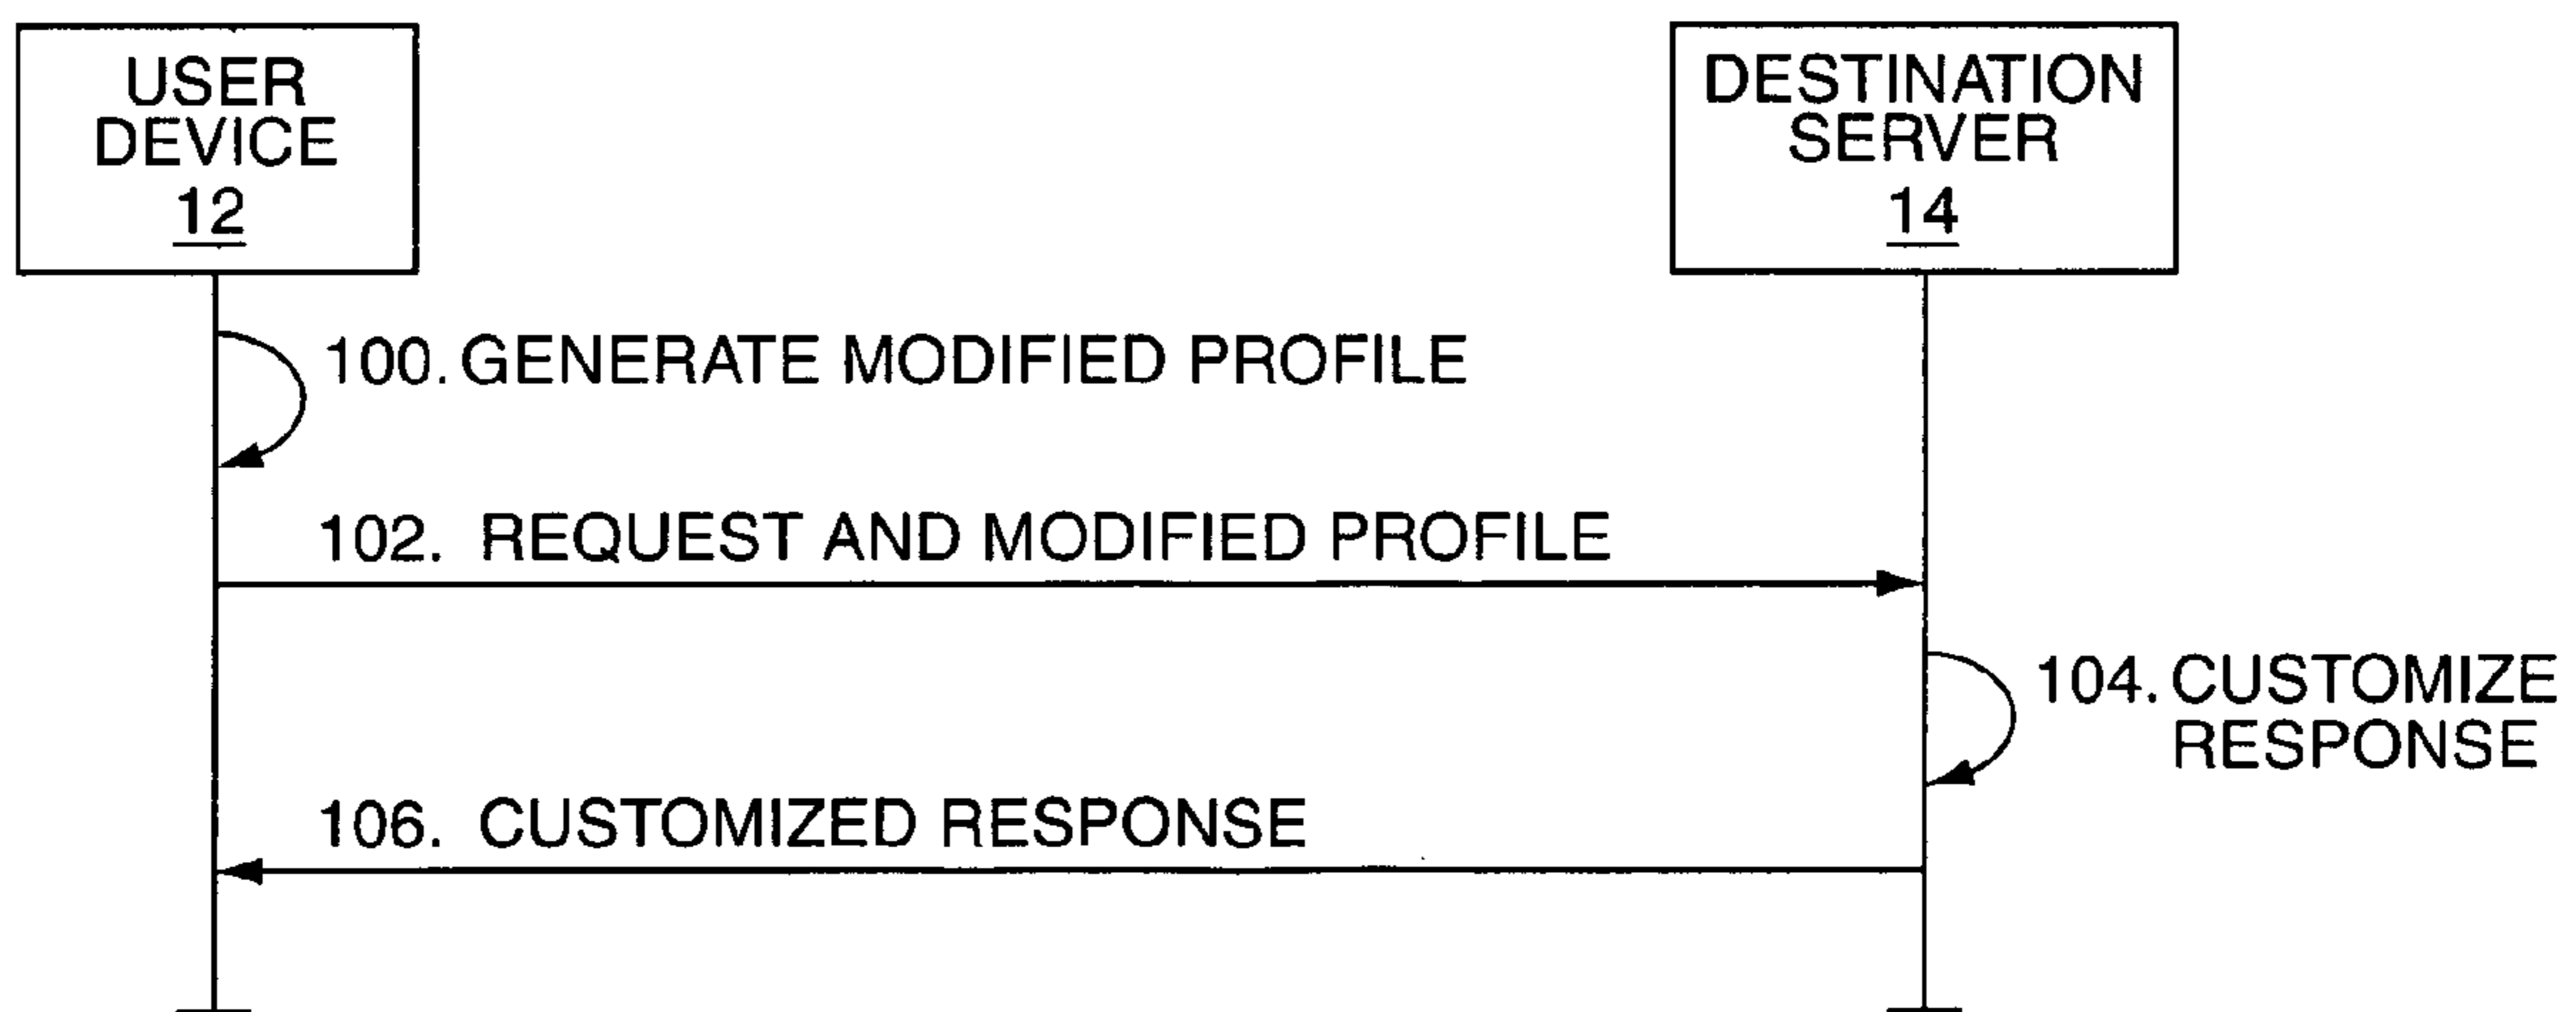 USER
DEVICE
12
DESTINATION
SERVER
14
100. GENERATE MODIFIED PROFILE
102. REQUEST AND MODIFIED PROFILE
104. CUSTOMIZE
RESPONSE
106. CUSTOMIZED RESPONSE